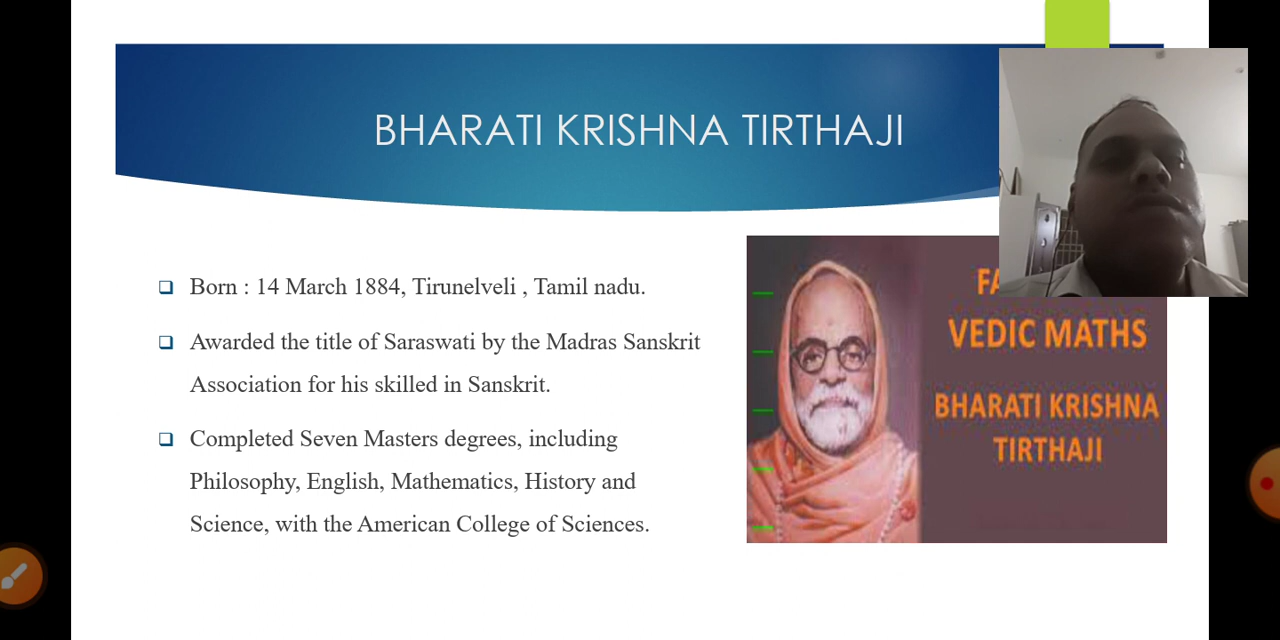 BHARATI KRISHNA TIRTHAJI
❑ Born : 14 March 1884, Tirunelveli , Tamil nadu.
❑ Awarded the title of Saraswati by the Madras Sanskrit
Association for his skilled in Sanskrit.
❑ Completed Seven Masters degrees, including
Philosophy, English, Mathematics, History and
Science, with the American College of Sciences.
VEDIC MATHS
BHARATI KRISHNA
TIRTHAJI